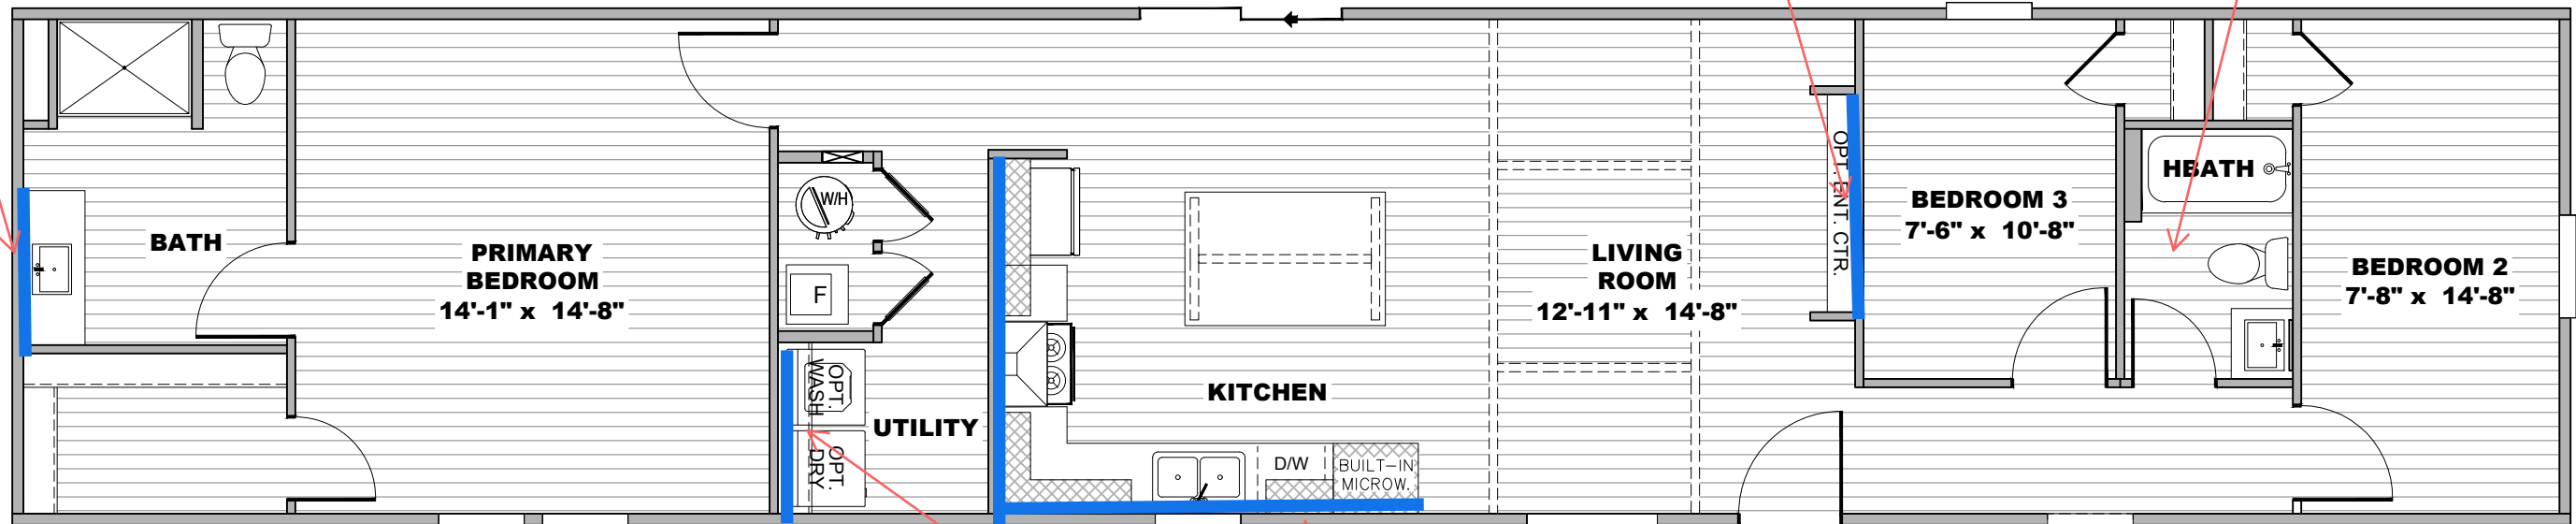 BATH
PRIMARY
BEDROOM
14'-1" x 14'-8"
W/H
F
OPT.
WASH
OPT.
DRY
UTILITY
KITCHEN
D/W
BUILT-IN
MICROW.
LIVING
ROOM
12'-11" x 14'-8"
OPT. ENT. CTR.
BEDROOM 3
7'-6" x 10'-8"
HBATH
BEDROOM 2
7'-8" x 14'-8"